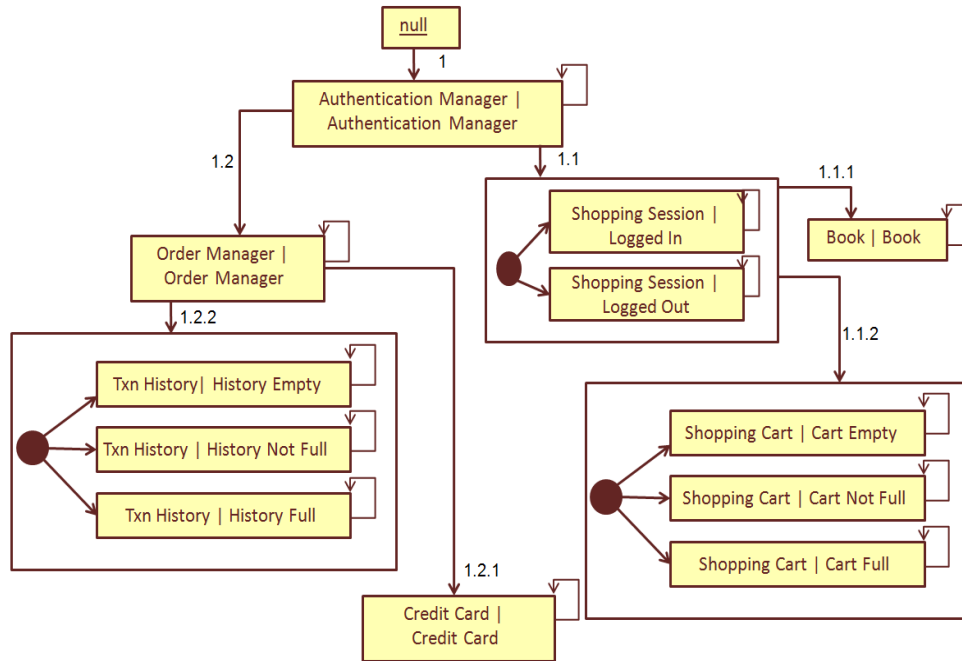 null
1
Authentication Manager |
Authentication Manager
1.2
1.1
1.1.1
Shopping Session |
Logged In
Book | Book
Order Manager |
Order Manager
Shopping Session |
Logged Out
1.2.2
1.1.2
Txn History| History Empty
Txn History | History Not Full
Txn History | History Full
Shopping Cart | Cart Empty
Shopping Cart | Cart Not Full
Shopping Cart | Cart Full
1.2.1
Credit Card |
Credit Card